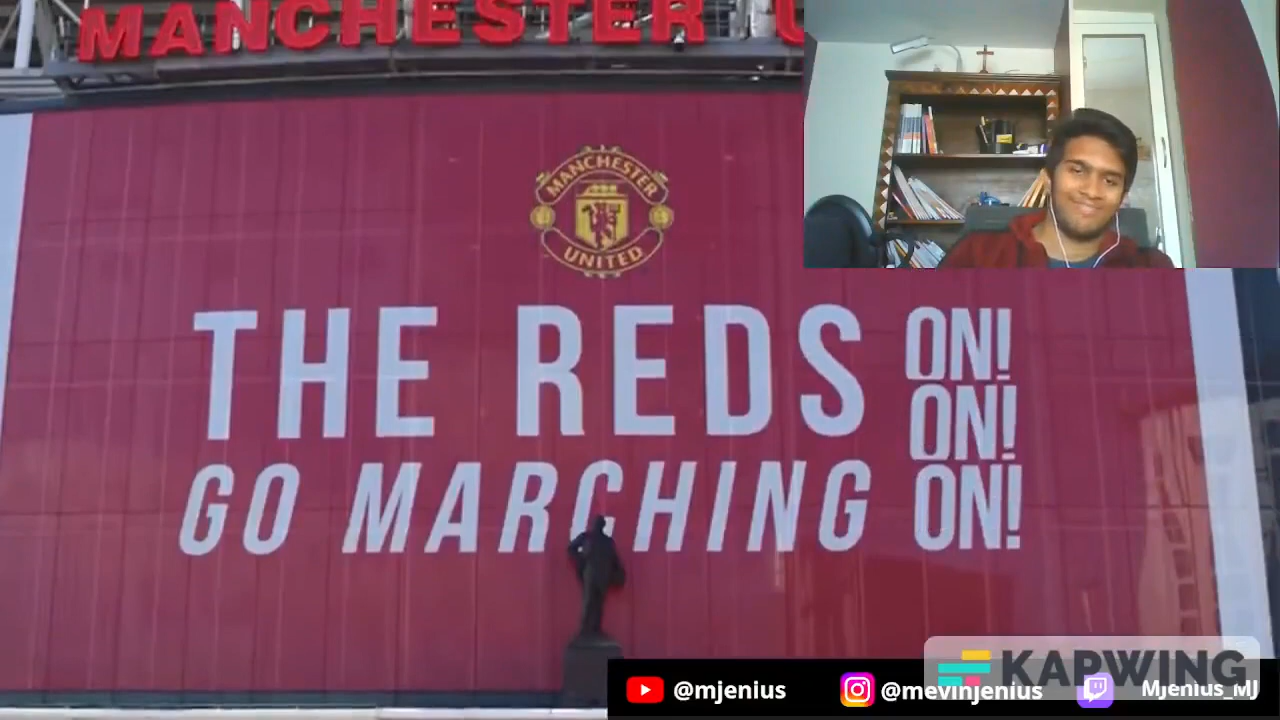 MANCHESTER U
MANCHESTER
UNITED
THE REDS ON!
ON!
GO MARCHING ON!
KAPWING
@mjenius @mevinjenius Mjenius_MJ